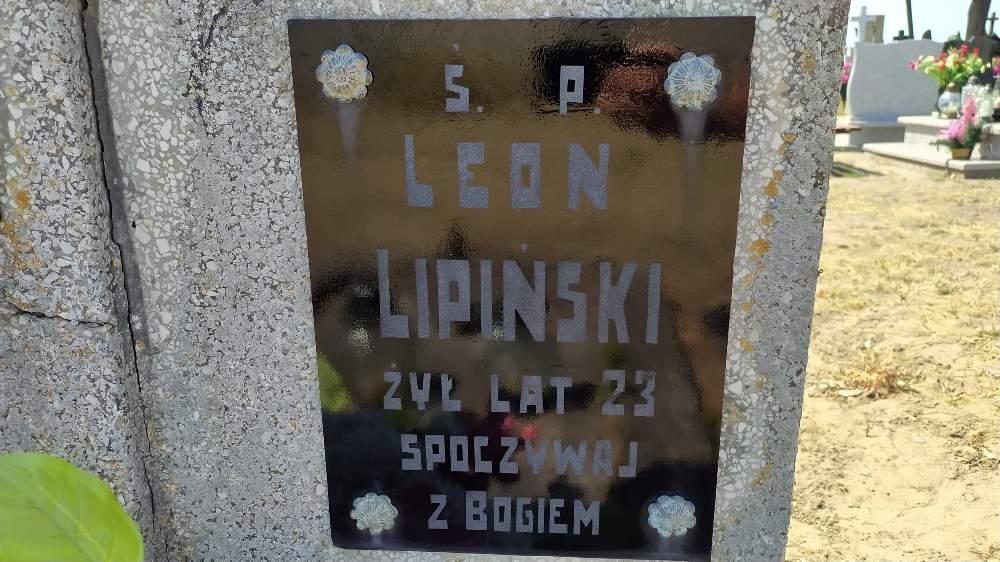 Ś. P.
LEON
LIPIŃSKI
ŻYŁ LAT 23
SPOCZYWAJ
Z BOGIEM